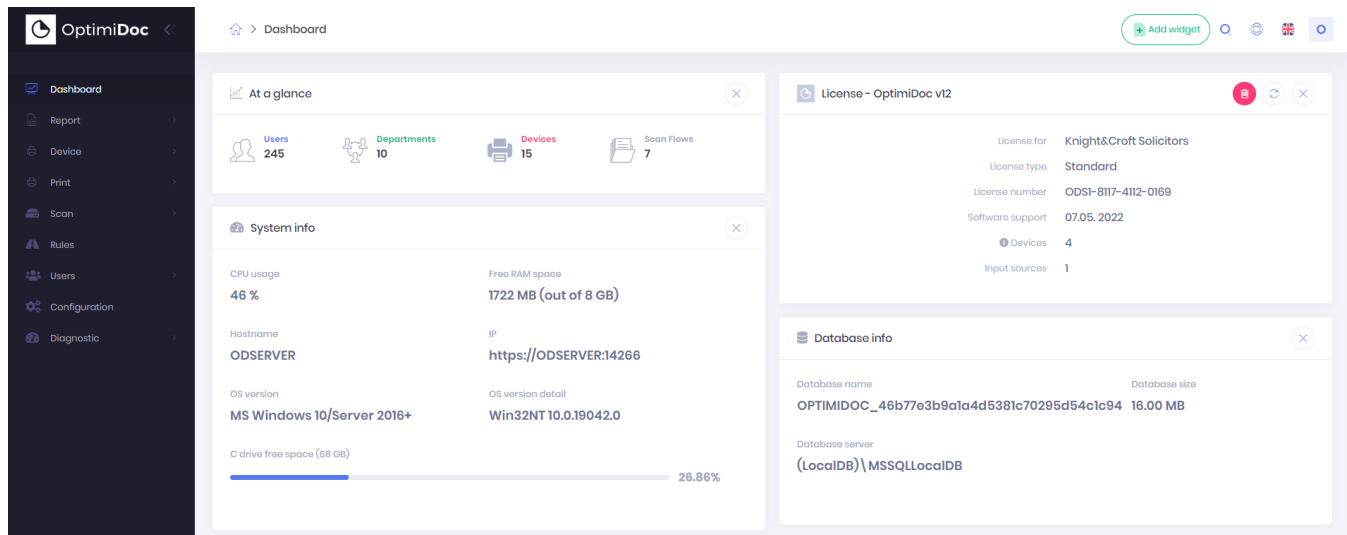 OptimiDoc
Dashboard
Add widget
O
Dashboard
Report
Device
Print
Scan
Rules
Users
Configuration
Diagnostic
At a glance
Users
245
Departments
10
Devices
15
Scan Flows
7
System info
CPU usage
46 %
Free RAM space
1722 MB (out of 8 GB)
Hostname
ODSERVER
IP
https://ODSERVER:14266
OS version
MS Windows 10/Server 2016+
OS version detail
Win32NT 10.0.19042.0
C drive free space (68 GB)
26.86%
License - OptimiDoc v12
License for Knight&Croft Solicitors
License type Standard
License number ODS1-8117-4112-0169
Software support 07.05. 2022
Devices 4
Input sources 1
Database info
Database name
OPTIMIDOC_46b77e3b9a1a4d5381c70295d54c1c94
Database size
16.00 MB
Database server
(LocalDB)\MSSQLLocalDB